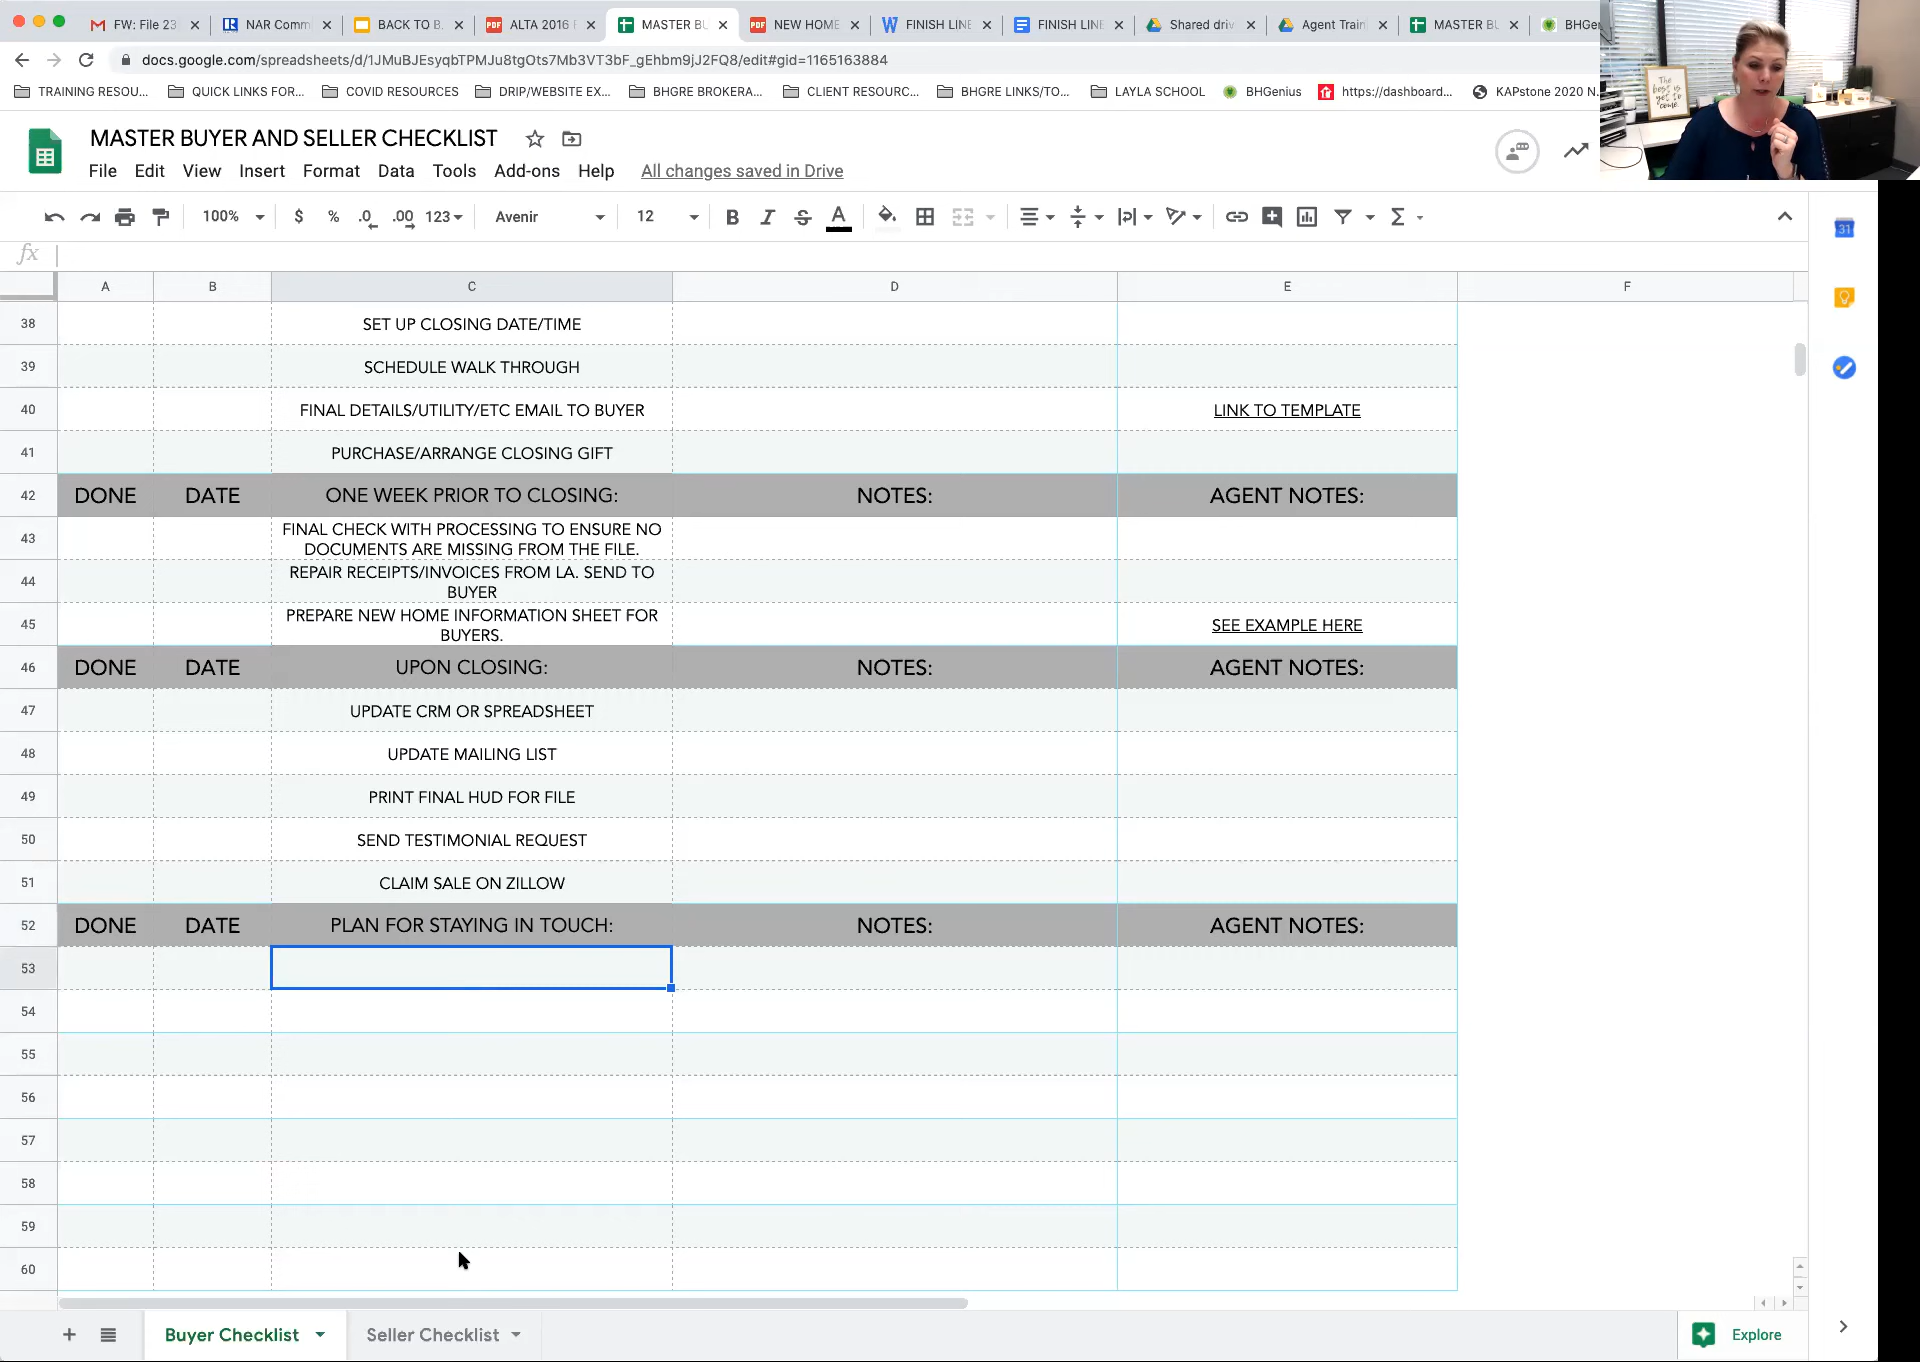 FW: File 23
NAR Comm
BACK TO B
ALTA 2016
MASTER BU
NEW HOME
FINISH LINE
FINISH LINE
Shared driv
Agent Train
MASTER BU
BHGe
docs.google.com/spreadsheets/d/1JMuBJEsyqbTPMJu8tgOts7Mb3VT3bF_gEhbm9jJ2FQ8/edit#gid=1165163884
TRAINING RESOU...
QUICK LINKS FOR...
COVID RESOURCES
DRIP/WEBSITE EX...
BHGRE BROKERA...
CLIENT RESOURC...
BHGRE LINKS/TO...
LAYLA SCHOOL
BHGenius
https://dashboard...
KAPstone 2020 N
The best is yet to come.
MASTER BUYER AND SELLER CHECKLIST
File Edit View Insert Format Data Tools Add-ons Help All changes saved in Drive
100% $ % .0 .00 123 Avenir 12 B I S A Σ
31
fx
A B C D E F
38 SET UP CLOSING DATE/TIME
39 SCHEDULE WALK THROUGH
40 FINAL DETAILS/UTILITY/ETC EMAIL TO BUYER LINK TO TEMPLATE
41 PURCHASE/ARRANGE CLOSING GIFT
42 DONE DATE ONE WEEK PRIOR TO CLOSING: NOTES: AGENT NOTES:
43 FINAL CHECK WITH PROCESSING TO ENSURE NO
DOCUMENTS ARE MISSING FROM THE FILE.
44 REPAIR RECEIPTS/INVOICES FROM LA. SEND TO
BUYER
45 PREPARE NEW HOME INFORMATION SHEET FOR
BUYERS. SEE EXAMPLE HERE
46 DONE DATE UPON CLOSING: NOTES: AGENT NOTES:
47 UPDATE CRM OR SPREADSHEET
48 UPDATE MAILING LIST
49 PRINT FINAL HUD FOR FILE
50 SEND TESTIMONIAL REQUEST
51 CLAIM SALE ON ZILLOW
52 DONE DATE PLAN FOR STAYING IN TOUCH: NOTES: AGENT NOTES:
53
54
55
56
57
58
59
60
Buyer Checklist
Seller Checklist
Explore